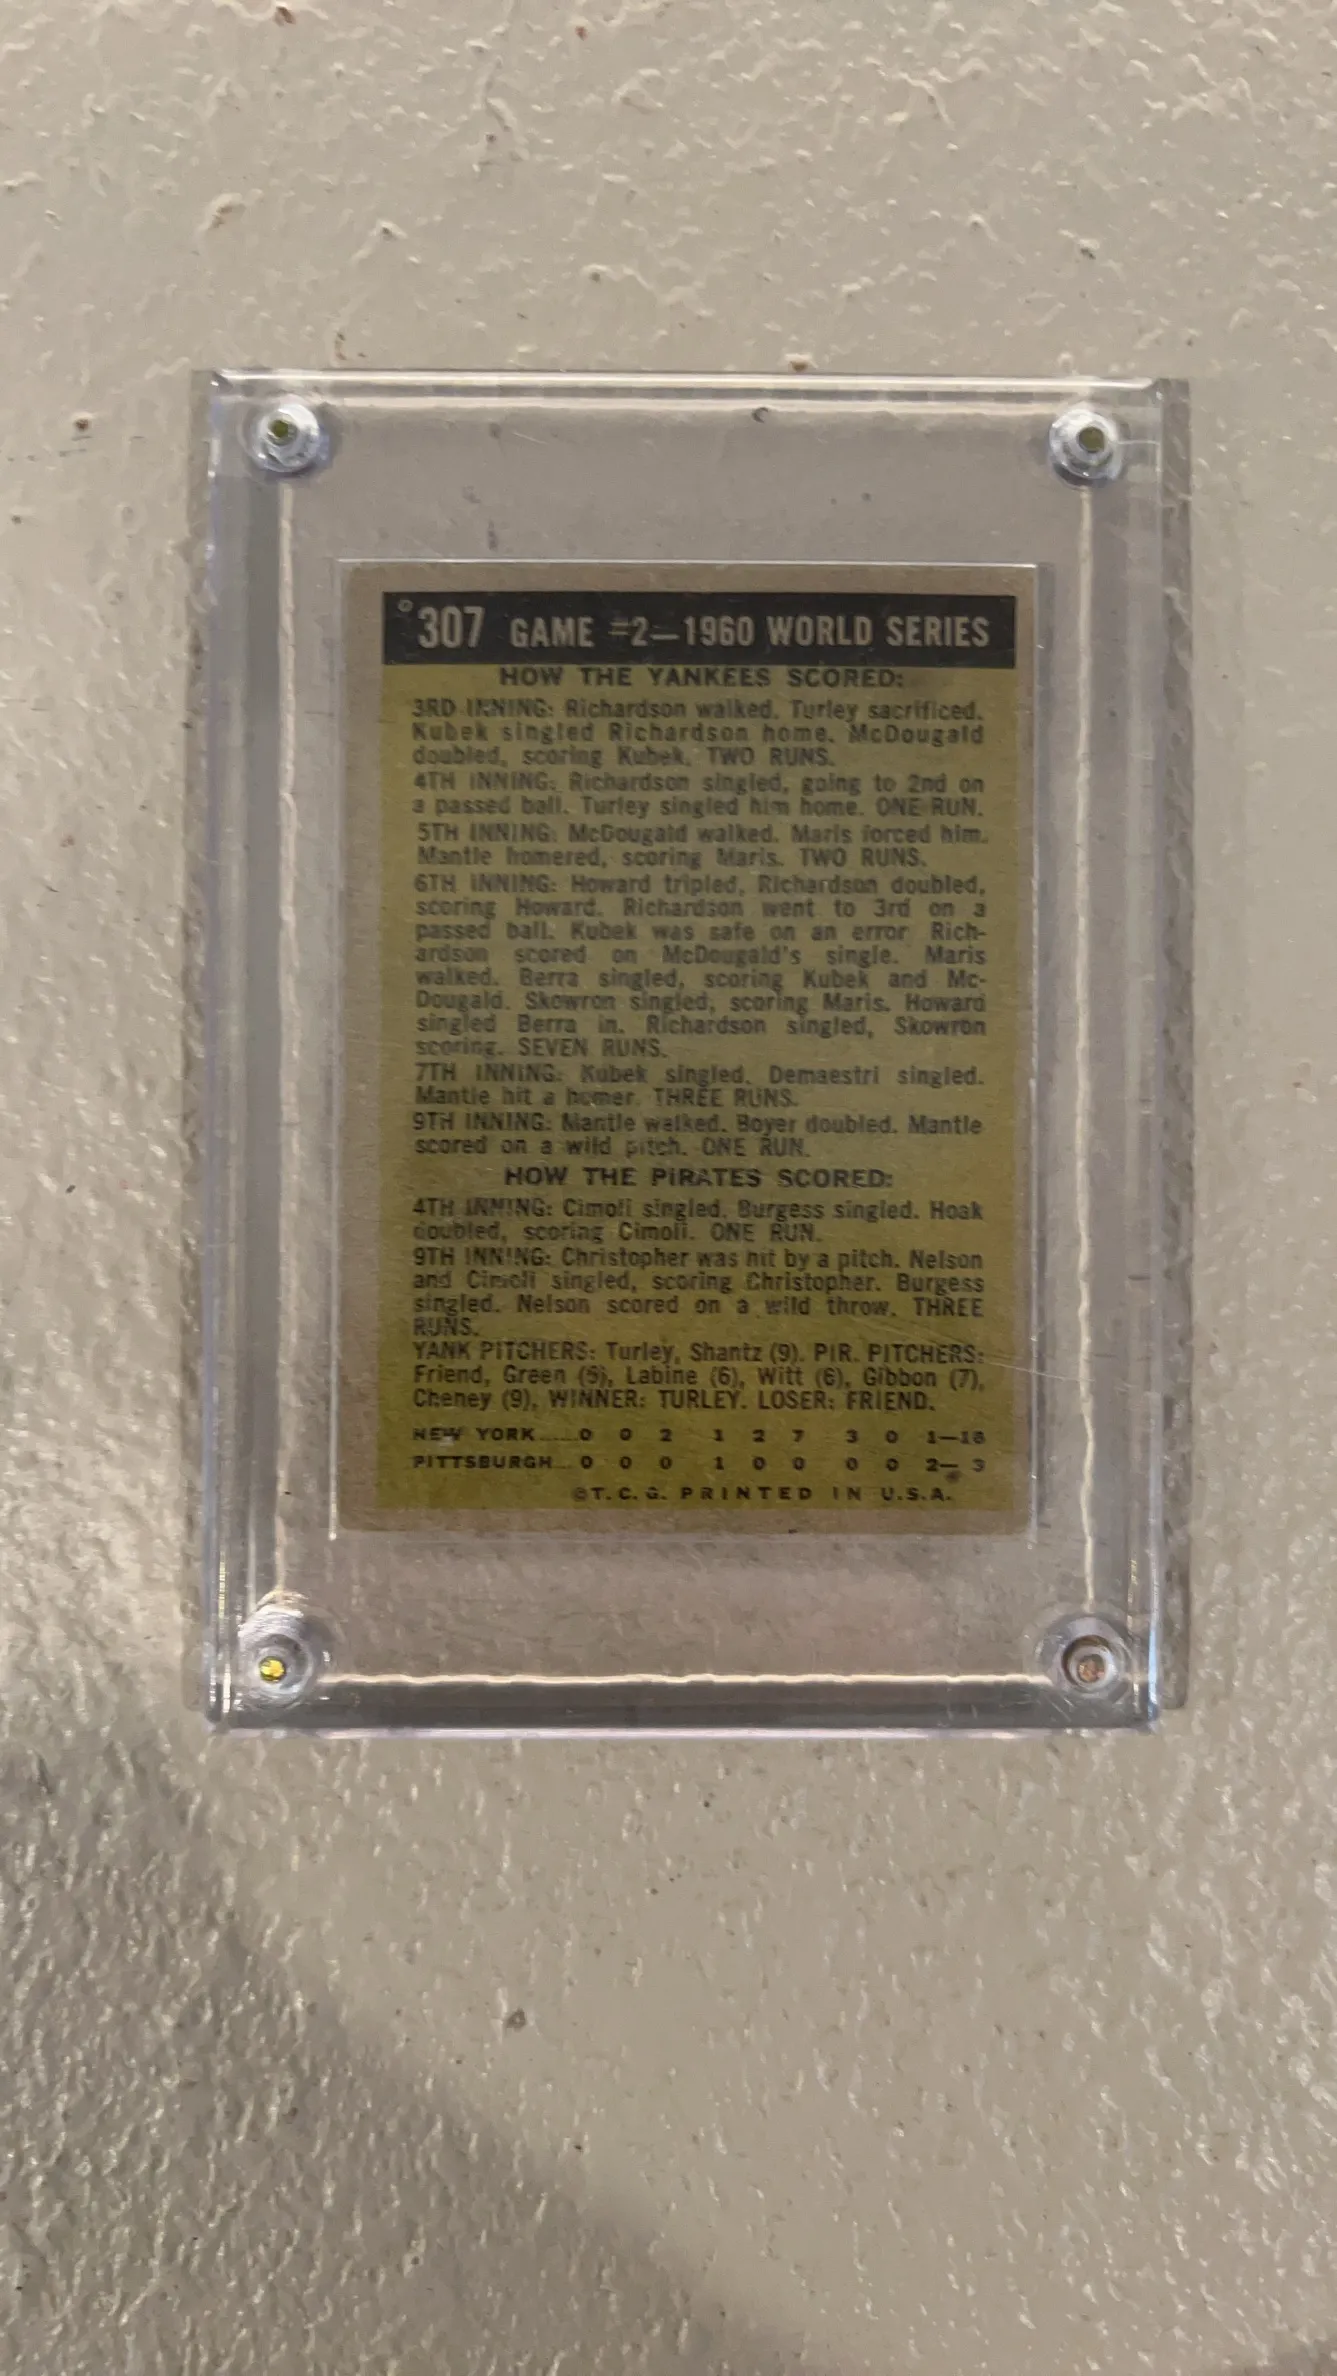 307 GAME #2—1960 WORLD SERIES
HOW THE YANKEES SCORED:
3RD INNING: Richardson walked. Turley sacrificed.
Kubek singled Richardson home. McDougald
doubled, scoring Kubek. TWO RUNS.
4TH INNING: Richardson singled, going to 2nd on
a passed ball. Turley singled him home. ONE RUN.
5TH INNING: McDougald walked. Maris forced him.
Mantle homered, scoring Maris. TWO RUNS.
6TH INNING: Howard tripled, Richardson doubled,
scoring Howard. Richardson went to 3rd on a
passed ball. Kubek was safe on an error. Rich-
ardson scored on McDougald's single. Maris
walked. Berra singled, scoring Kubek and Mc-
Dougald. Skowron singled, scoring Maris. Howard
singled Berra in. Richardson singled, Skowron
scoring. SEVEN RUNS.
7TH INNING: Kubek singled. Demaestri singled.
Mantle hit a homer. THREE RUNS.
9TH INNING: Mantle walked. Boyer doubled. Mantle
scored on a wild pitch. ONE RUN.
HOW THE PIRATES SCORED:
4TH INNING: Cimoli singled. Burgess singled. Hoak
doubled, scoring Cimoli. ONE RUN.
9TH INNING: Christopher was hit by a pitch. Nelson
and Cimoli singled, scoring Christopher. Burgess
singled. Nelson scored on a wild throw. THREE
RUNS.
YANK PITCHERS: Turley, Shantz (9). PIR. PITCHERS:
Friend, Green (5), Labine (6), Witt (6), Gibbon (7),
Cheney (9). WINNER: TURLEY. LOSER: FRIEND.
NEW YORK.....0 0 2 1 2 7 3 0 1—16
PITTSBURGH...0 0 0 1 0 0 0 0 2— 3
©T.C.G. PRINTED IN U.S.A.